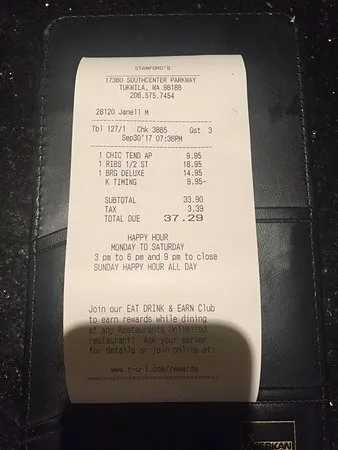 STANFORD'S
17380 SOUTHCENTER PARKWAY
TUKWILA, WA 98188
206.575.7454
28120 Janell M
Tbl 127/1 Chk 3865 Gst 3
Sep30'17 07:38PM
1 CHIC TEND AP 9.95
1 RIBS 1/2 ST 18.95
1 BRG DELUXE 14.95
K TIMING 9.95-
SUBTOTAL 33.90
TAX 3.39
TOTAL DUE 37.29
HAPPY HOUR
MONDAY TO SATURDAY
3 pm to 6 pm and 9 pm to close
SUNDAY HAPPY HOUR ALL DAY
Join our EAT DRINK & EARN Club
to earn rewards while dining
at any Restaurants Unlimited
restaurant! Ask your server
for details or join online at:
www.r-u-i.com/rewards
AMERICAN